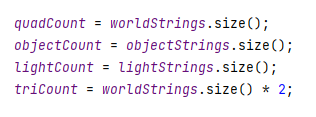 quadCount = worldStrings.size();
objectCount = objectStrings.size();
lightCount = lightStrings.size();
triCount = worldStrings.size() * 2;